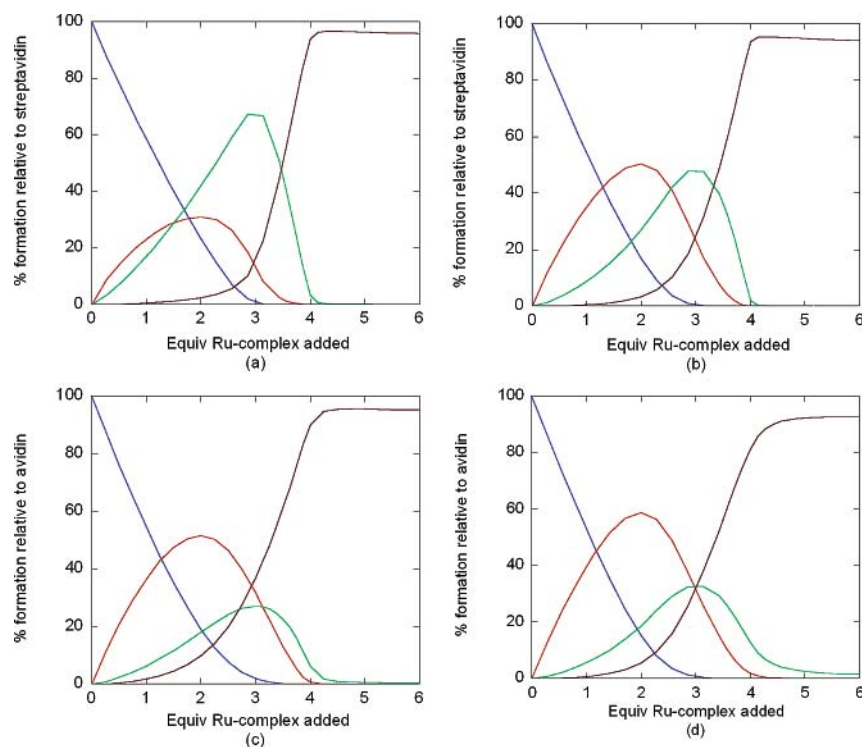 % formation relative to streptavidin
100
80
60
40
20
0
0 1 2 3 4 5 6
Equiv Ru-complex added
(a)
% formation relative to streptavidin
100
80
60
40
20
0
0 1 2 3 4 5 6
Equiv Ru-complex added
(b)
% formation relative to avidin
100
80
60
40
20
0
0 1 2 3 4 5 6
Equiv Ru-complex added
(c)
% formation relative to avidin
100
80
60
40
20
0
0 1 2 3 4 5 6
Equiv Ru-complex added
(d)